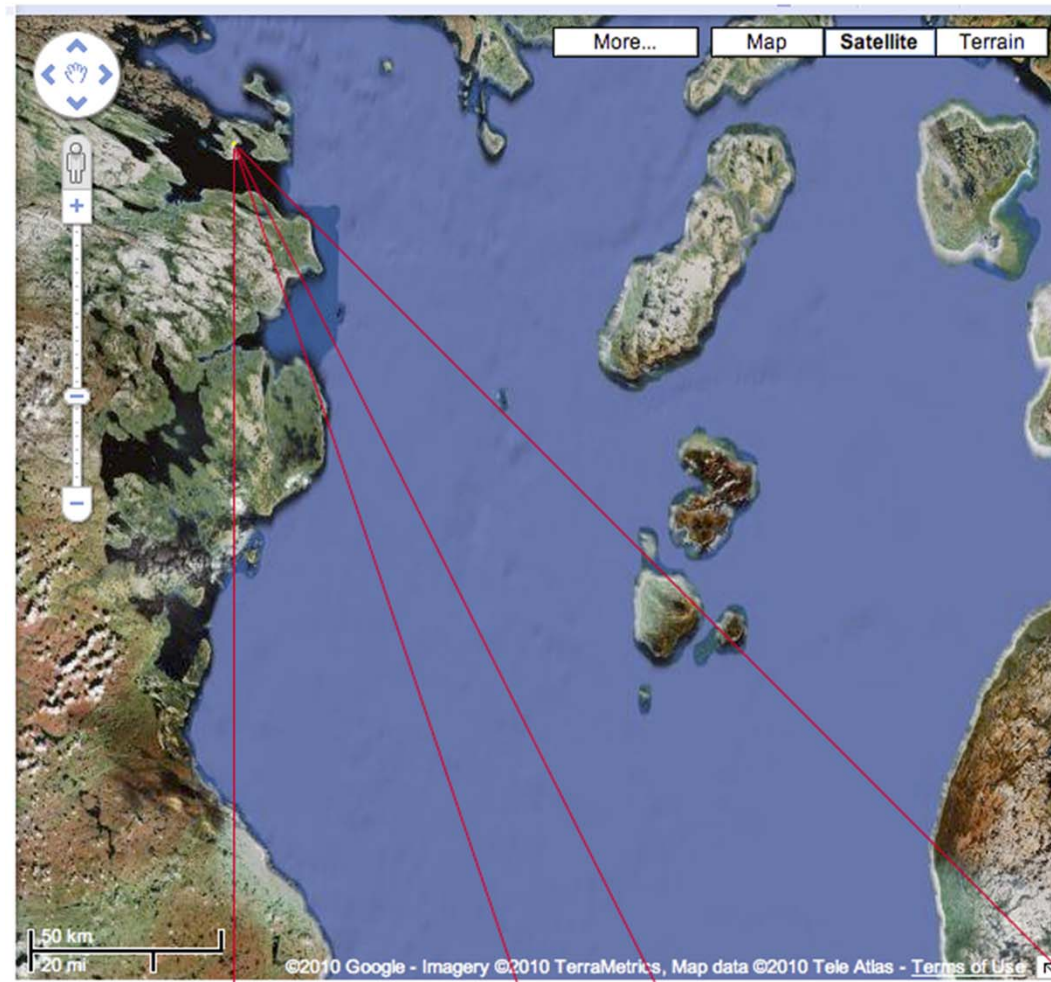 More...
Map
Satellite
Terrain
50 km
20 mi
©2010 Google - Imagery ©2010 TerraMetrics, Map data ©2010 Tele Atlas - Terms of Use